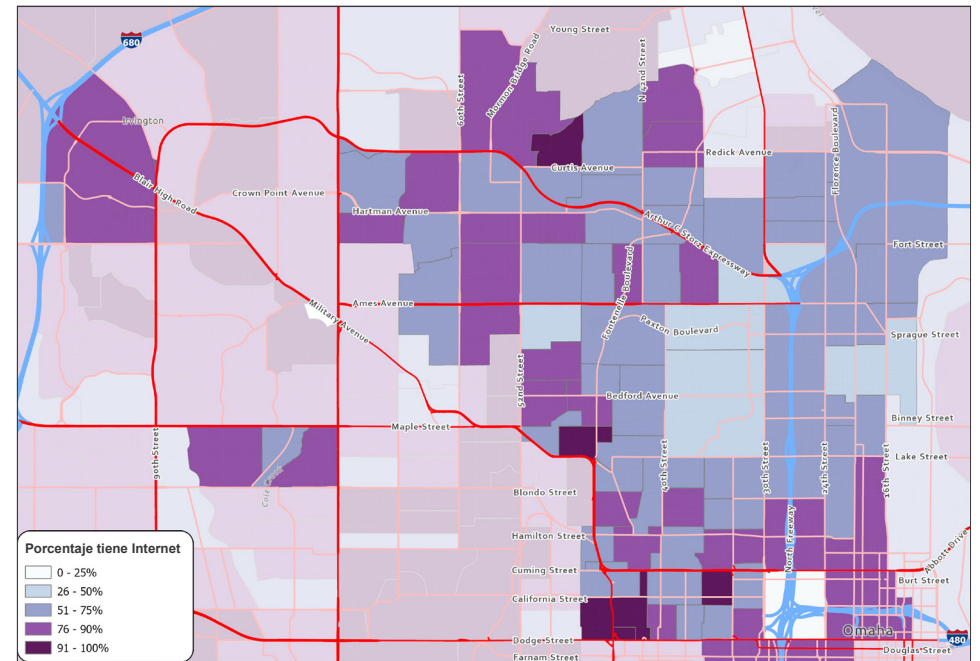 680
Young Street
Mormon Bridge Road
N 42nd Street
60th Street
Irvington
Florence Boulevard
Redick Avenue
Curtis Avenue
Blair High Road
Crown Point Avenue
Hartman Avenue
Arthur C Storz Expressway
Fort Street
Fontenelle Boulevard
Ames Avenue
Military Avenue
Paxton Boulevard
Sprague Street
52nd Street
Bedford Avenue
Binney Street
Maple Street
90th Street
Lake Street
40th Street
30th Street
24th Street
16th Street
Cole Creek
Blondo Street
Hamilton Street
North Freeway
Abbott Drive
Cuming Street
Burt Street
California Street
Omaha
Dodge Street
480
Douglas Street
Farnam Street
Porcentaje tiene Internet
0 - 25%
26 - 50%
51 - 75%
76 - 90%
91 - 100%